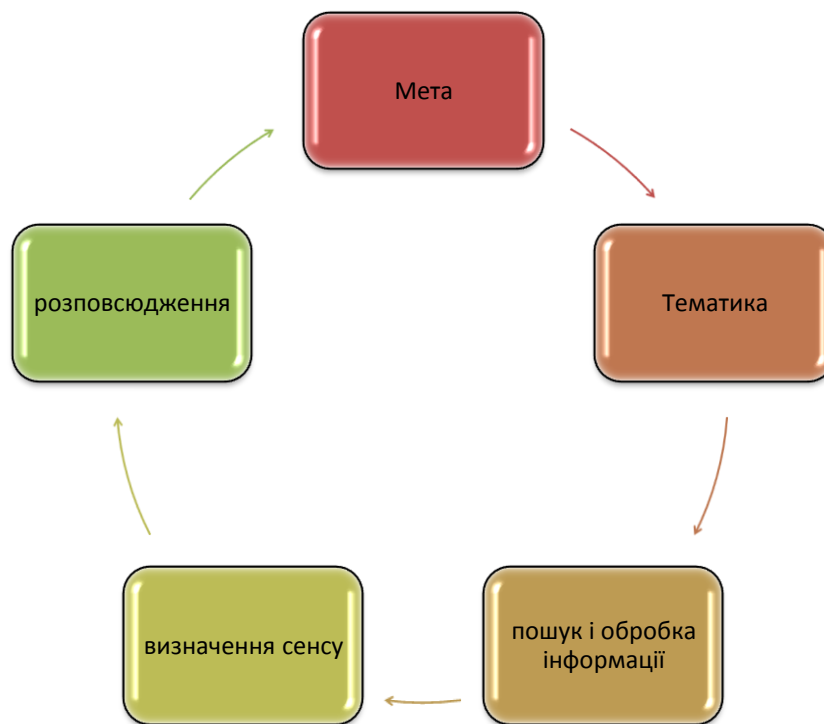 Мета
Тематика
пошук і обробка
інформації
визначення сенсу
розповсюдження